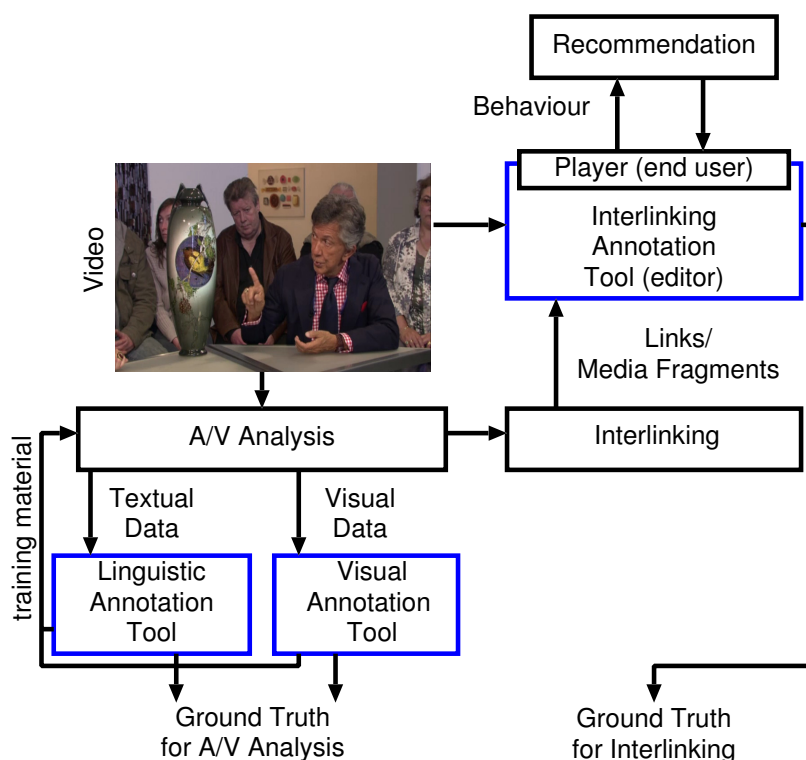 Recommendation
Behaviour
Player (end user)
Interlinking
Annotation
Tool (editor)
Video
Links/
Media Fragments
A/V Analysis
Interlinking
training material
Textual
Data
Visual
Data
Linguistic
Annotation
Tool
Visual
Annotation
Tool
Ground Truth
for A/V Analysis
Ground Truth
for Interlinking